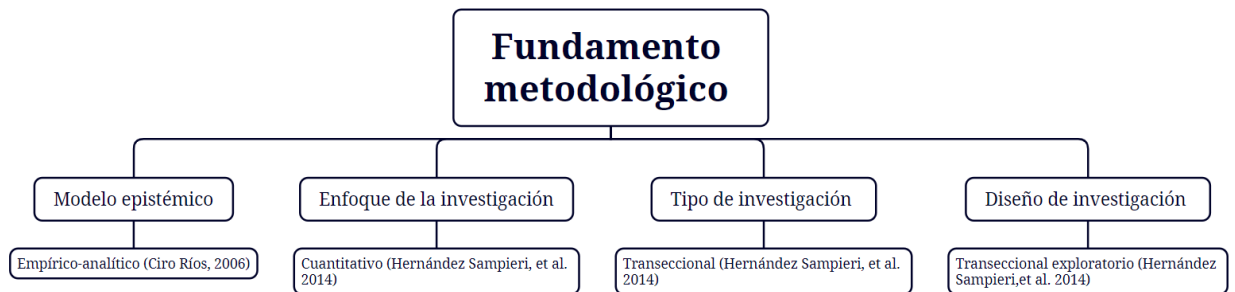 Fundamento
metodológico
Modelo epistémico
Enfoque de la investigación
Tipo de investigación
Diseño de investigación
Empírico-analítico (Ciro Ríos, 2006)
Cuantitativo (Hernández Sampieri, et al.
2014)
Transeccional (Hernández Sampieri, et al.
2014)
Transeccional exploratorio (Hernández
Sampieri,et al. 2014)